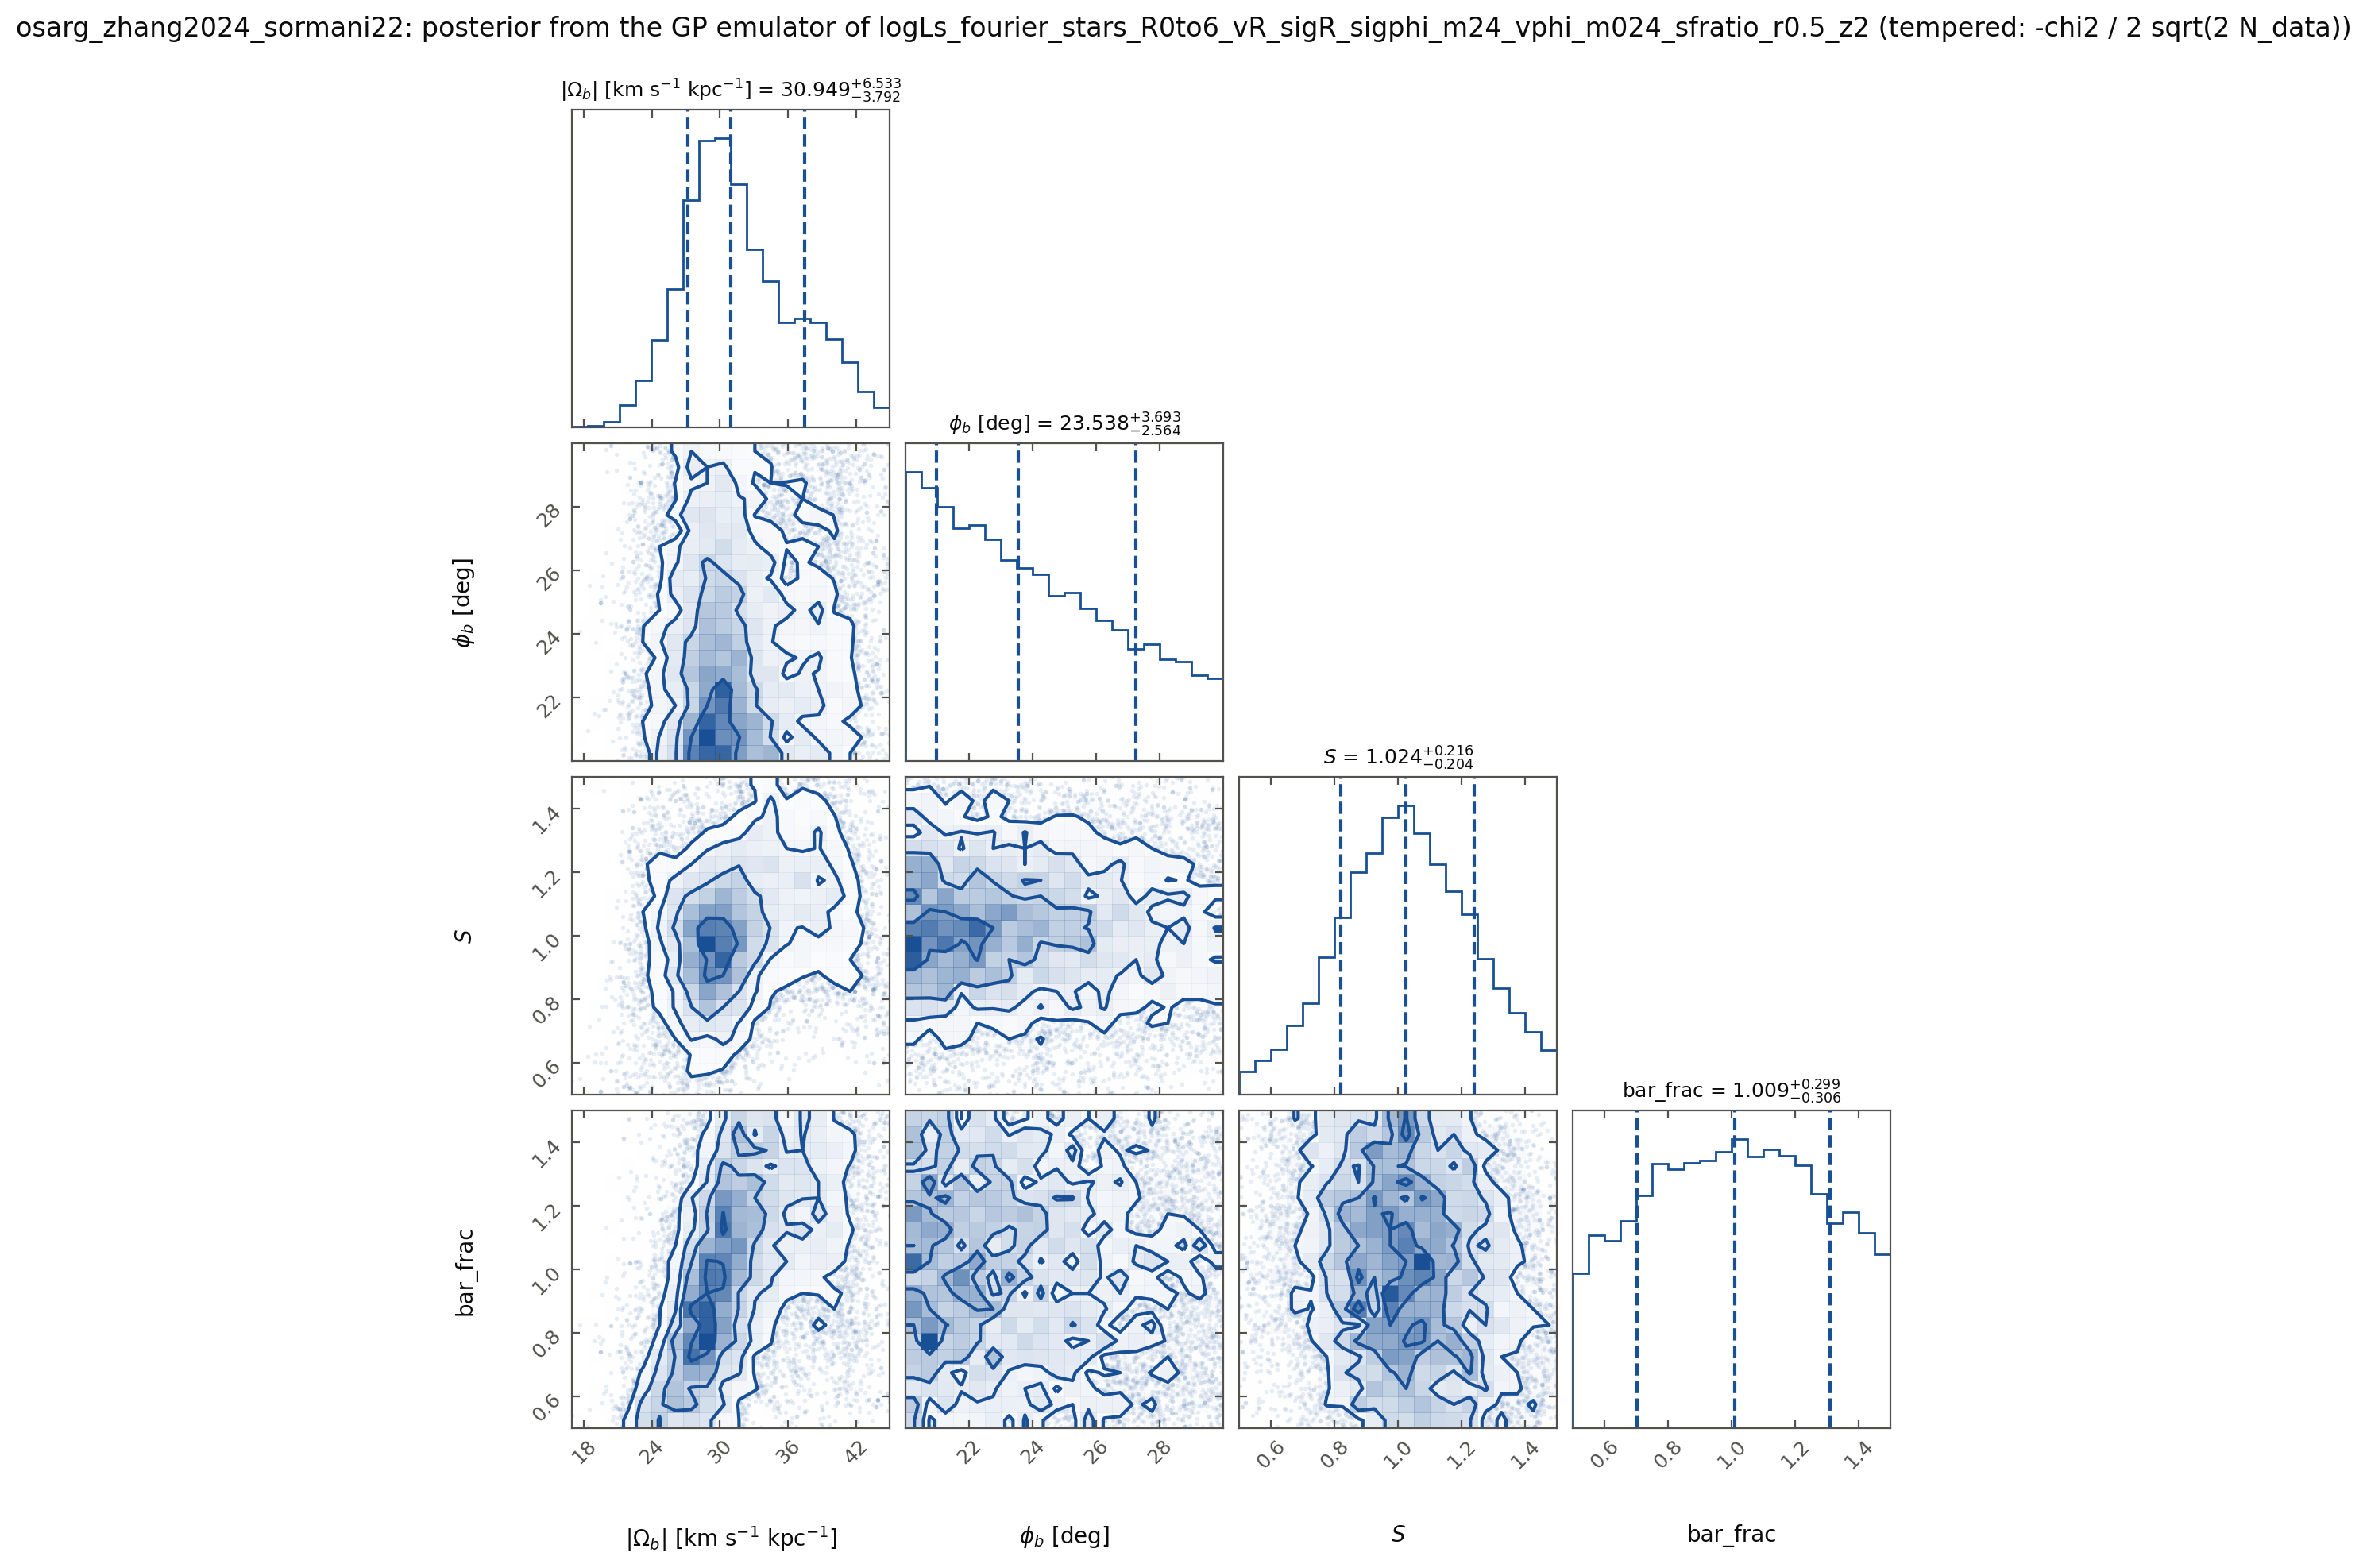 osarg_zhang2024_sormani22: posterior from the GP emulator of logLs_fourier_stars_R0to6_vR_sigR_sigphi_m24_vphi_m024_sfratio_r0.5_z2 (tempered: -chi2 / 2 sqrt(2 N_data))
|Ω_b| [km s⁻¹ kpc⁻¹] = 30.949^{+6.533}_{−3.792}
ϕ_b [deg] = 23.538^{+3.693}_{−2.564}
ϕ_b [deg]
28
26
24
22
S = 1.024^{+0.216}_{−0.204}
S
1.4
1.2
1.0
0.8
0.6
bar_frac = 1.009^{+0.299}_{−0.306}
bar_frac
1.4
1.2
1.0
0.8
0.6
18 24 30 36 42 22 24 26 28 0.6 0.8 1.0 1.2 1.4 0.6 0.8 1.0 1.2 1.4
|Ω_b| [km s⁻¹ kpc⁻¹] ϕ_b [deg] S bar_frac